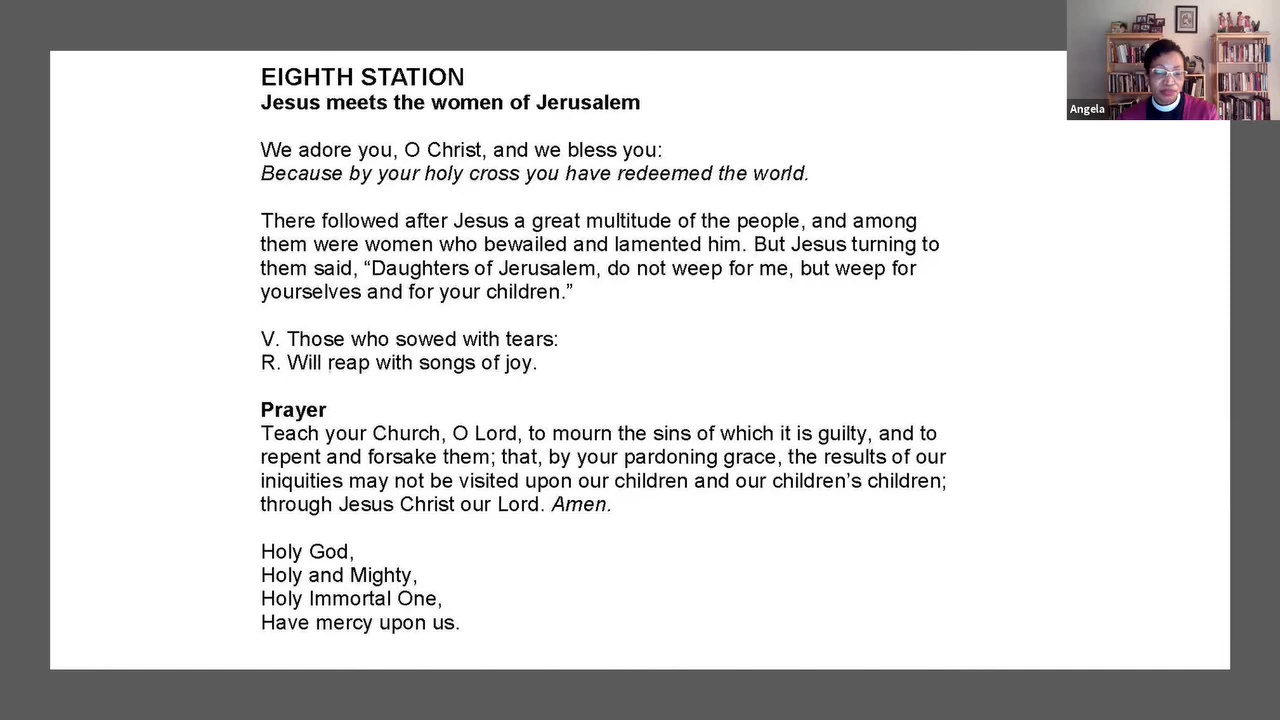 EIGHTH STATION
Jesus meets the women of Jerusalem
We adore you, O Christ, and we bless you:
Because by your holy cross you have redeemed the world.
There followed after Jesus a great multitude of the people, and among
them were women who bewailed and lamented him. But Jesus turning to
them said, “Daughters of Jerusalem, do not weep for me, but weep for
yourselves and for your children.”
V. Those who sowed with tears:
R. Will reap with songs of joy.
Prayer
Teach your Church, O Lord, to mourn the sins of which it is guilty, and to
repent and forsake them; that, by your pardoning grace, the results of our
iniquities may not be visited upon our children and our children’s children;
through Jesus Christ our Lord. Amen.
Holy God,
Holy and Mighty,
Holy Immortal One,
Have mercy upon us.
Angela